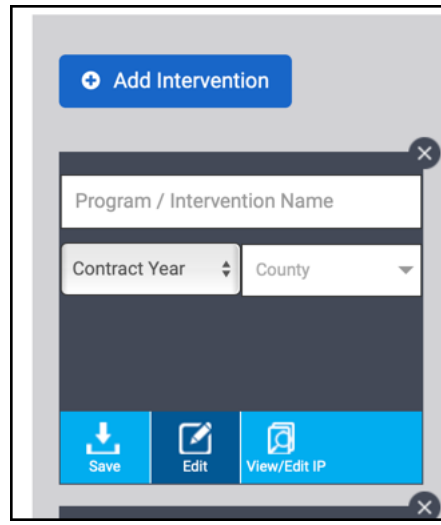 Add Intervention
Program / Intervention Name
Contract Year County
Save Edit View/Edit IP